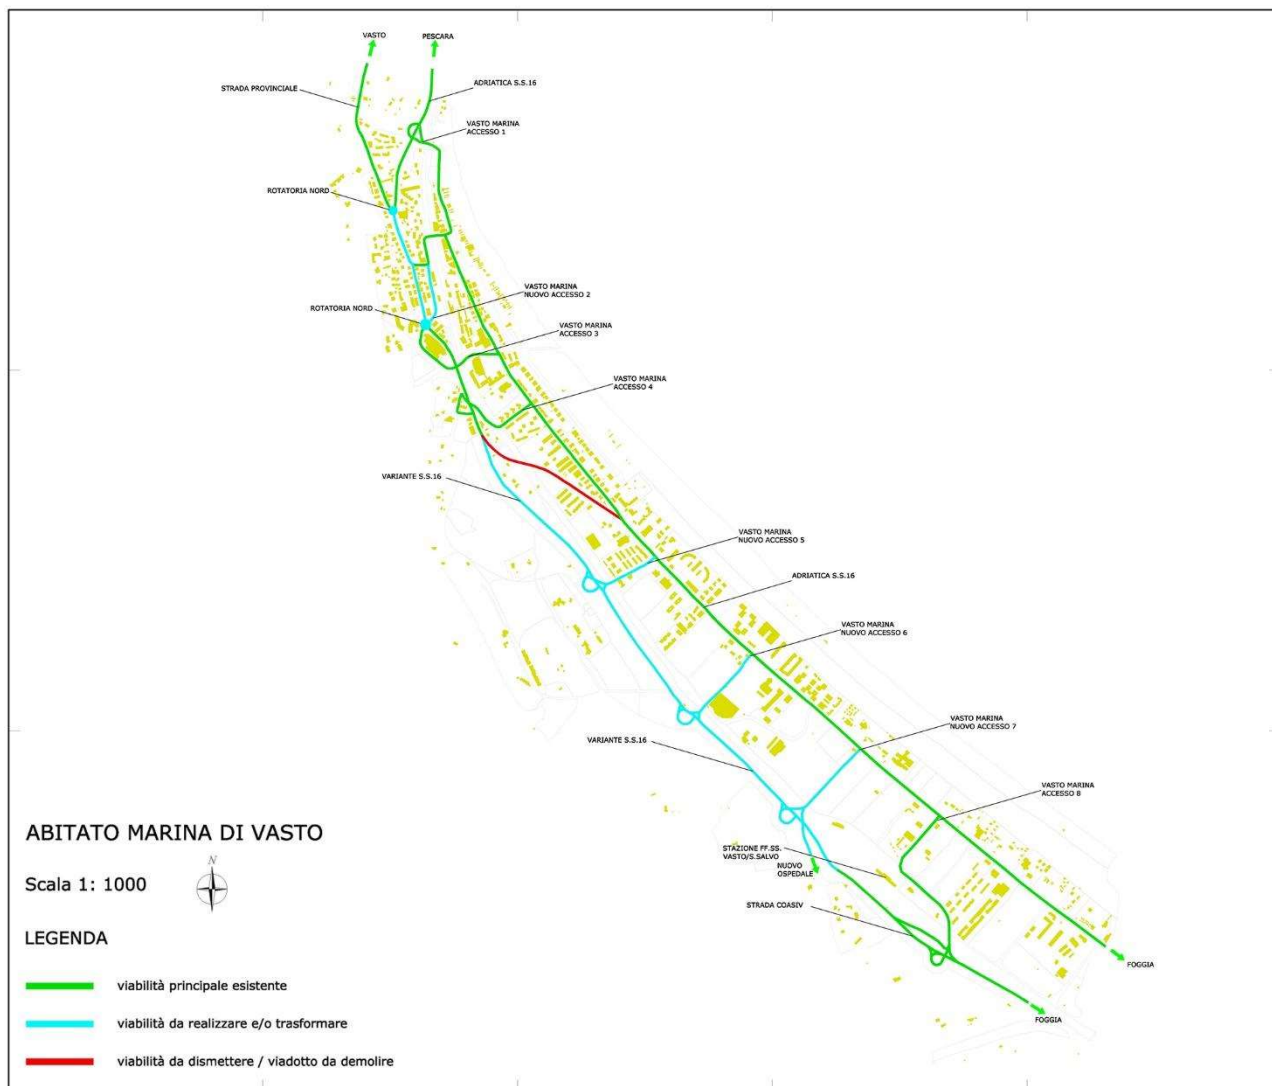 VASTO
PESCARA
STRADA PROVINCIALE
ADRIATICA S.S.16
VASTO MARINA
ACCESSO 1
ROTATORIA NORD
VASTO MARINA
NUOVO ACCESSO 2
ROTATORIA NORD
VASTO MARINA
ACCESSO 3
VASTO MARINA
ACCESSO 4
VARIANTE S.S.16
VASTO MARINA
NUOVO ACCESSO 5
ADRIATICA S.S.16
VASTO MARINA
NUOVO ACCESSO 6
VARIANTE S.S.16
VASTO MARINA
NUOVO ACCESSO 7
VASTO MARINA
ACCESSO 8
STAZIONE FF.SS.
VASTO/S.SALVO
NUOVO
OSPEDALE
STRADA COASIV
FOGGIA
FOGGIA
ABITATO MARINA DI VASTO
N
Scala 1: 1000
LEGENDA
viabilità principale esistente
viabilità da realizzare e/o trasformare
viabilità da dismettere / viadotto da demolire